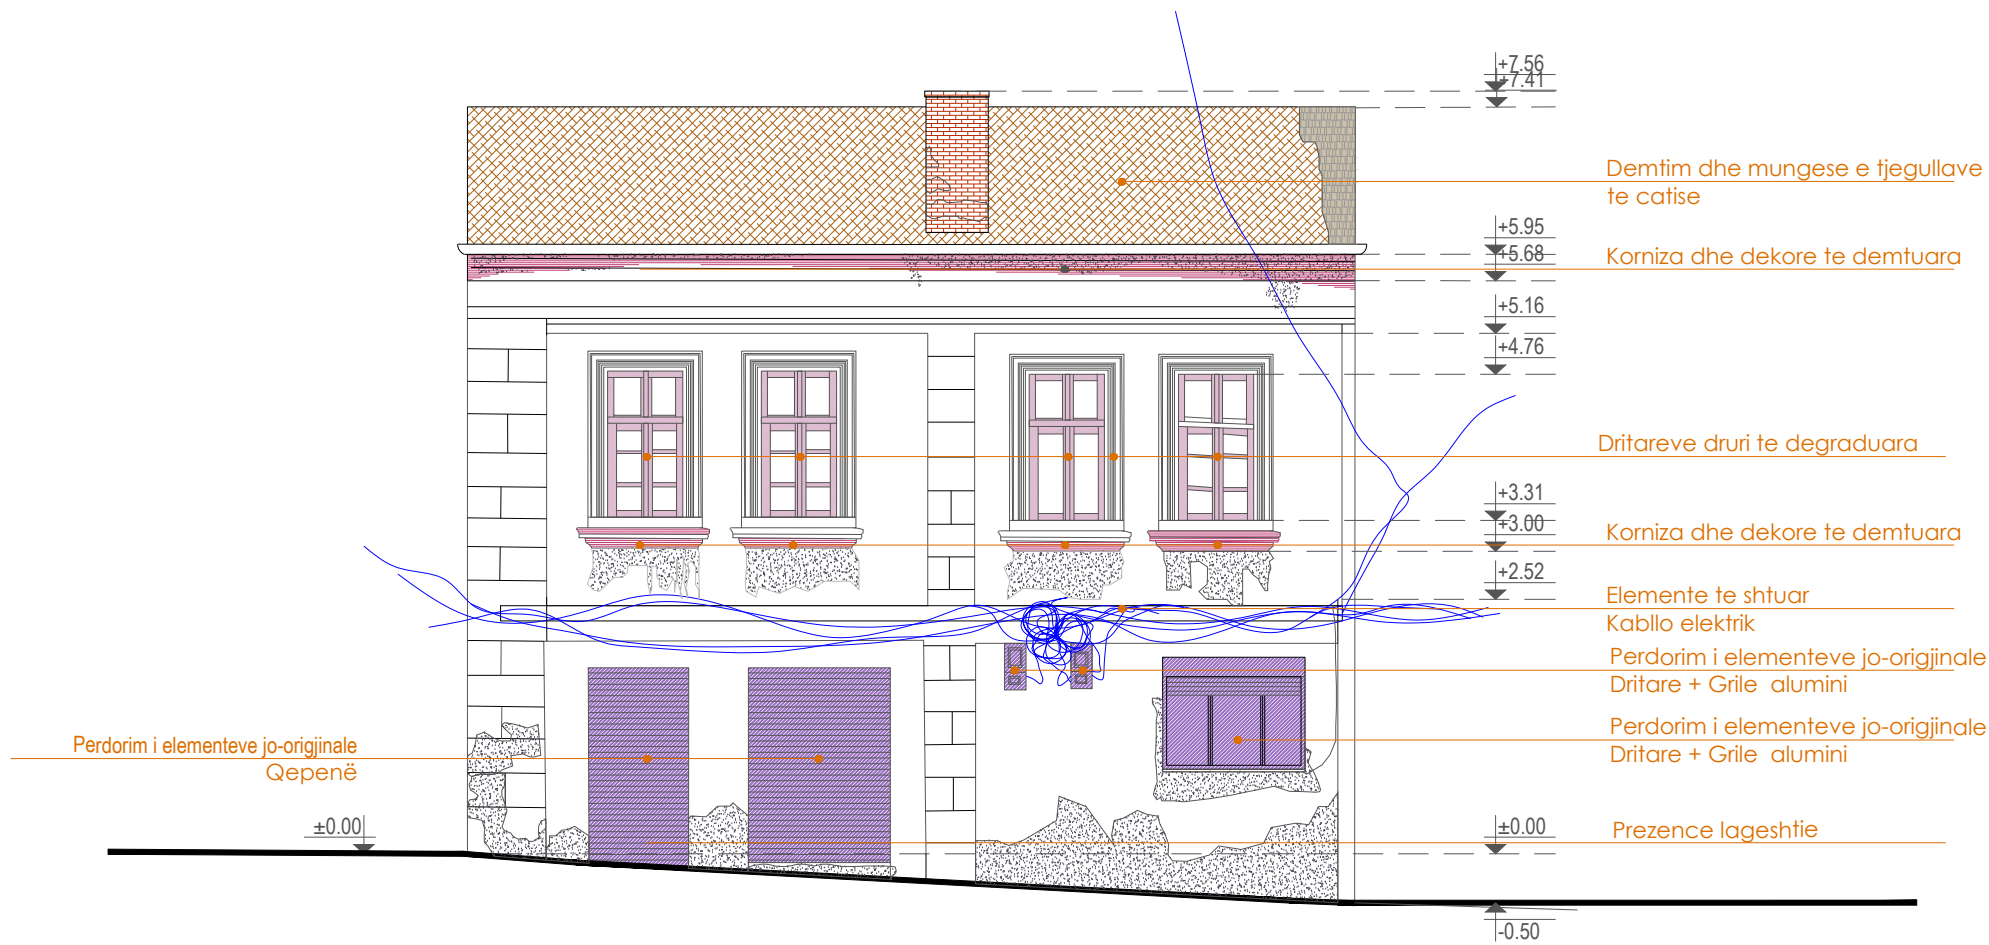 +7.56
+7.41
Demtim dhe mungese e tjegullave
te catise
+5.95
+5.68
Korniza dhe dekore te demtuara
+5.16
+4.76
Dritareve druri te degraduara
+3.31
+3.00
Korniza dhe dekore te demtuara
+2.52
Elemente te shtuar
Kabllo elektrik
Perdorim i elementeve jo-origjinale
Dritare + Grile alumini
Perdorim i elementeve jo-origjinale
Dritare + Grile alumini
Perdorim i elementeve jo-origjinale
Qepenë
±0.00
±0.00
Prezence lageshtie
-0.50